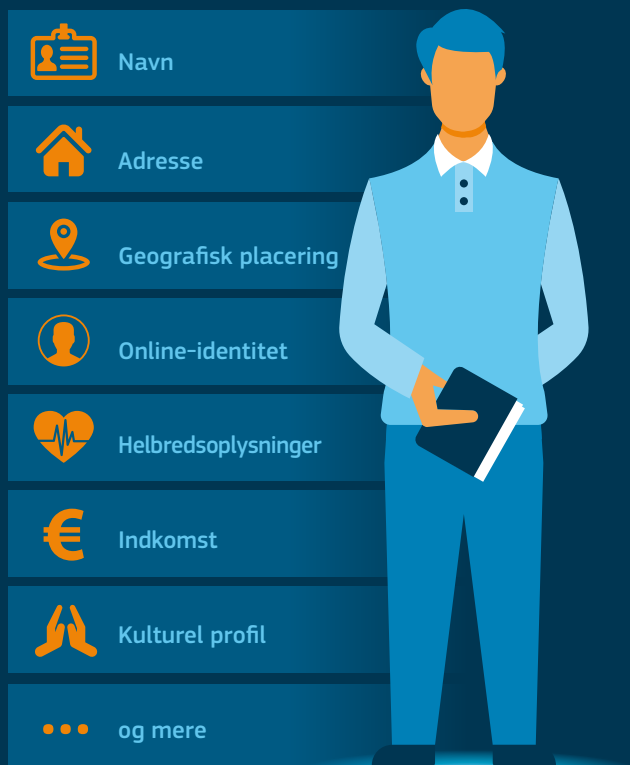 Navn
Adresse
Geografisk placering
Online-identitet
Helbredsoplysninger
Indkomst
Kulturel profil
og mere